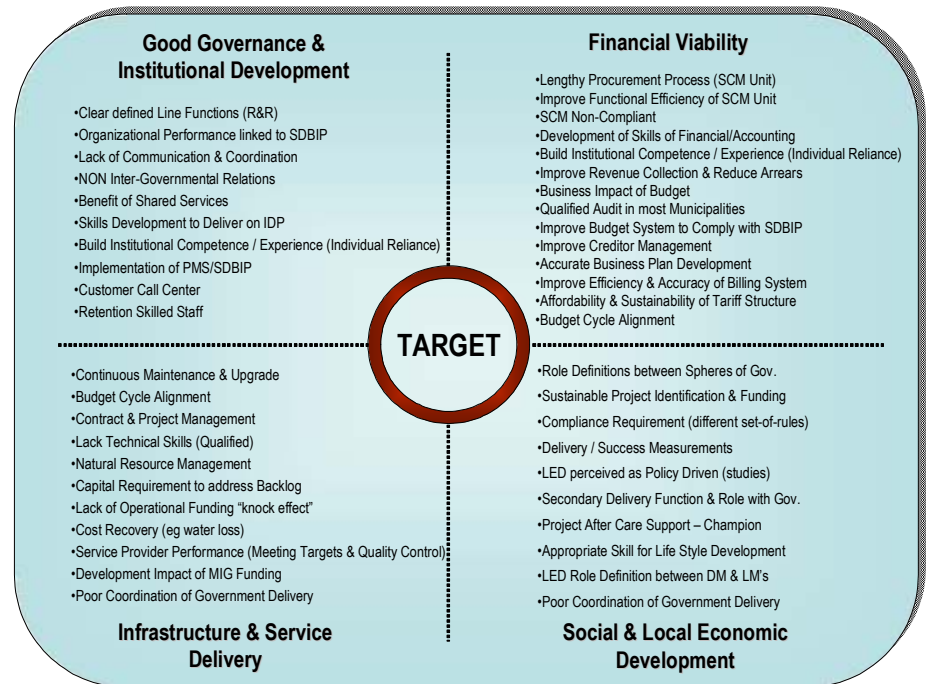 Good Governance &
Institutional Development
•Clear defined Line Functions (R&R)
•Organizational Performance linked to SDBIP
•Lack of Communication & Coordination
•NON Inter-Governmental Relations
•Benefit of Shared Services
•Skills Development to Deliver on IDP
•Build Institutional Competence / Experience (Individual Reliance)
•Implementation of PMS/SDBIP
•Customer Call Center
•Retention Skilled Staff
Financial Viability
•Lengthy Procurement Process (SCM Unit)
•Improve Functional Efficiency of SCM Unit
•SCM Non-Compliant
•Development of Skills of Financial/Accounting
•Build Institutional Competence / Experience (Individual Reliance)
•Improve Revenue Collection & Reduce Arrears
•Business Impact of Budget
•Qualified Audit in most Municipalities
•Improve Budget System to Comply with SDBIP
•Improve Creditor Management
•Accurate Business Plan Development
•Improve Efficiency & Accuracy of Billing System
•Affordability & Sustainability of Tariff Structure
•Budget Cycle Alignment
TARGET
•Continuous Maintenance & Upgrade
•Budget Cycle Alignment
•Contract & Project Management
•Lack Technical Skills (Qualified)
•Natural Resource Management
•Capital Requirement to address Backlog
•Lack of Operational Funding “knock effect”
•Cost Recovery (eg water loss)
•Service Provider Performance (Meeting Targets & Quality Control)
•Development Impact of MIG Funding
•Poor Coordination of Government Delivery
Infrastructure & Service
Delivery
•Role Definitions between Spheres of Gov.
•Sustainable Project Identification & Funding
•Compliance Requirement (different set-of-rules)
•Delivery / Success Measurements
•LED perceived as Policy Driven (studies)
•Secondary Delivery Function & Role with Gov.
•Project After Care Support – Champion
•Appropriate Skill for Life Style Development
•LED Role Definition between DM & LM’s
•Poor Coordination of Government Delivery
Social & Local Economic
Development